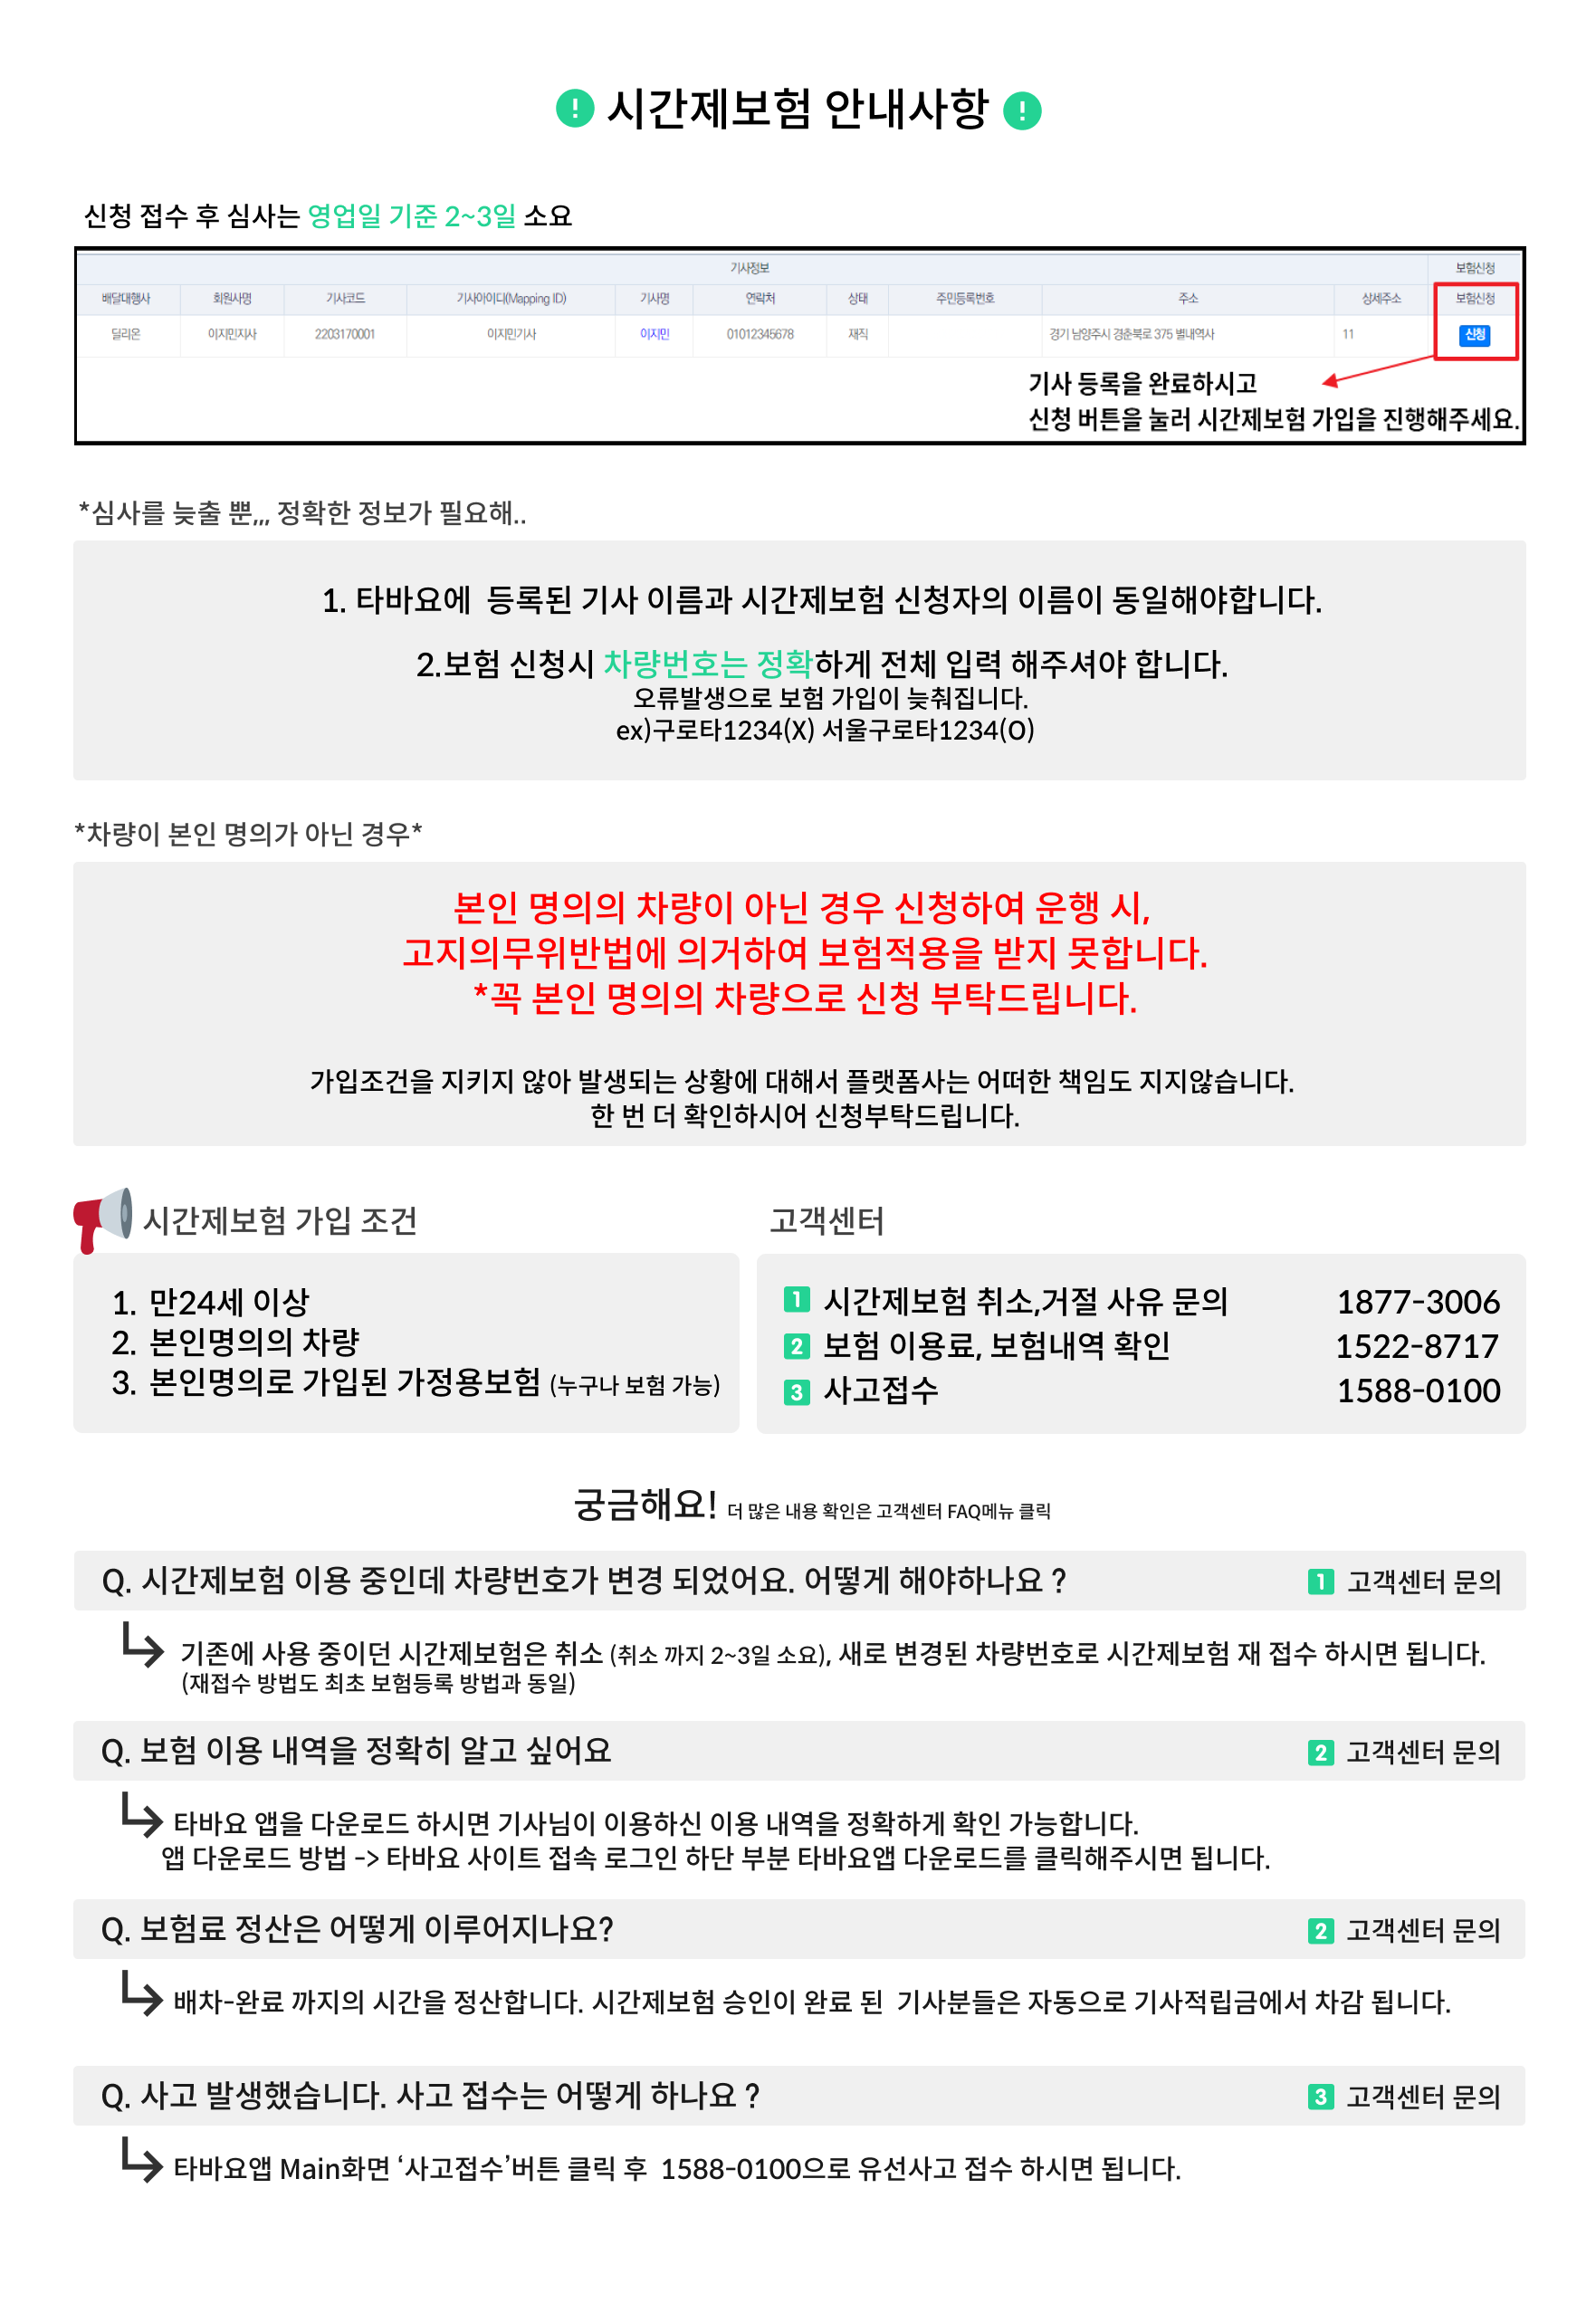 시간제보험 안내사항
신청 접수 후 심사는 영업일 기준 2~3일 소요
기사정보 보험신청
배달대행사 회원사명 기사코드 기사아이디(Mapping ID) 기사명 연락처 상태 주민등록번호 주소 상세주소 보험신청
딜리온 이지민지사 2203170001 이지민기사 이지민 01012345678 재직 경기 남양주시 경춘북로 375 별내역사 11 신청
기사 등록을 완료하시고
신청 버튼을 눌러 시간제보험 가입을 진행해주세요.
*심사를 늦출 뿐,,, 정확한 정보가 필요해..
1. 타바요에 등록된 기사 이름과 시간제보험 신청자의 이름이 동일해야합니다.
2.보험 신청시 차량번호는 정확하게 전체 입력 해주셔야 합니다.
오류발생으로 보험 가입이 늦춰집니다.
ex)구로타1234(X) 서울구로타1234(O)
*차량이 본인 명의가 아닌 경우*
본인 명의의 차량이 아닌 경우 신청하여 운행 시,
고지의무위반법에 의거하여 보험적용을 받지 못합니다.
*꼭 본인 명의의 차량으로 신청 부탁드립니다.
가입조건을 지키지 않아 발생되는 상황에 대해서 플랫폼사는 어떠한 책임도 지지않습니다.
한 번 더 확인하시어 신청부탁드립니다.
시간제보험 가입 조건
1. 만24세 이상
2. 본인명의의 차량
3. 본인명의로 가입된 가정용보험 (누구나 보험 가능)
고객센터
1 시간제보험 취소,거절 사유 문의 1877-3006
2 보험 이용료, 보험내역 확인 1522-8717
3 사고접수 1588-0100
궁금해요! 더 많은 내용 확인은 고객센터 FAQ메뉴 클릭
Q. 시간제보험 이용 중인데 차량번호가 변경 되었어요. 어떻게 해야하나요 ? 1 고객센터 문의
기존에 사용 중이던 시간제보험은 취소 (취소 까지 2~3일 소요), 새로 변경된 차량번호로 시간제보험 재 접수 하시면 됩니다.
(재접수 방법도 최초 보험등록 방법과 동일)
Q. 보험 이용 내역을 정확히 알고 싶어요 2 고객센터 문의
타바요 앱을 다운로드 하시면 기사님이 이용하신 이용 내역을 정확하게 확인 가능합니다.
앱 다운로드 방법 -> 타바요 사이트 접속 로그인 하단 부분 타바요앱 다운로드를 클릭해주시면 됩니다.
Q. 보험료 정산은 어떻게 이루어지나요? 2 고객센터 문의
배차-완료 까지의 시간을 정산합니다. 시간제보험 승인이 완료 된 기사분들은 자동으로 기사적립금에서 차감 됩니다.
Q. 사고 발생했습니다. 사고 접수는 어떻게 하나요 ? 3 고객센터 문의
타바요앱 Main화면 ‘사고접수’버튼 클릭 후 1588-0100으로 유선사고 접수 하시면 됩니다.